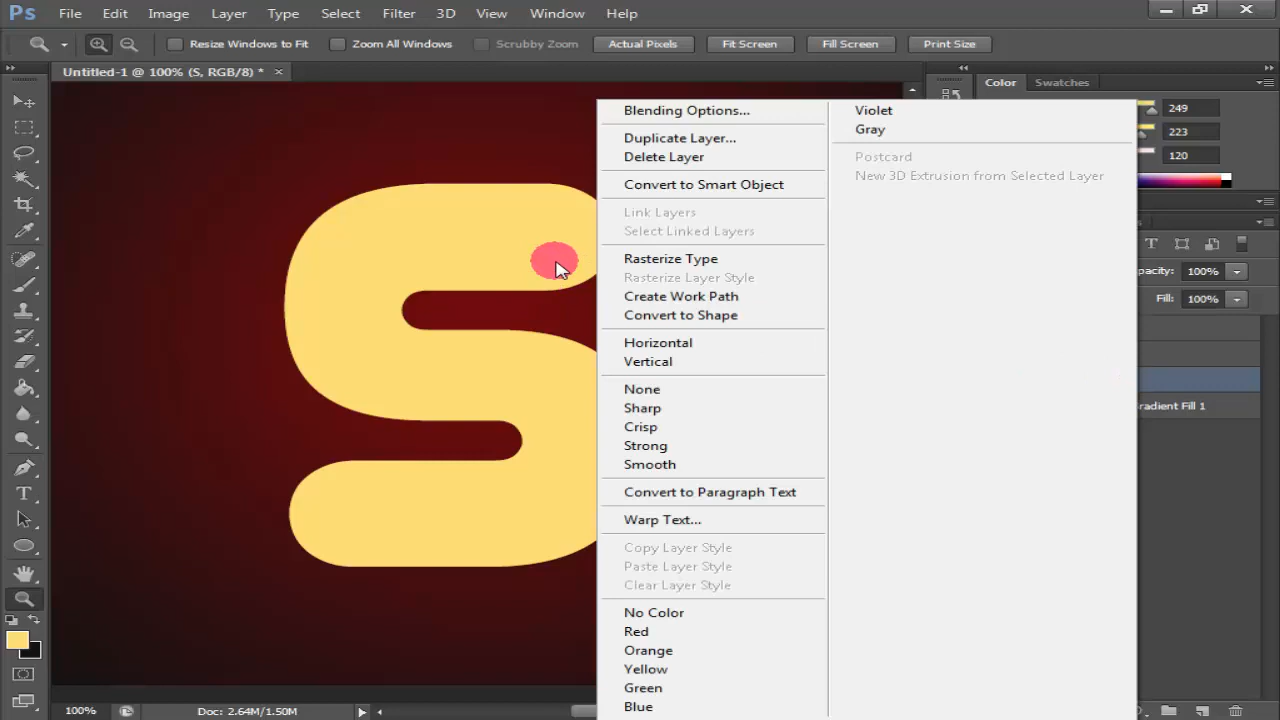 Ps File Edit Image Layer Type Select Filter 3D View Window Help
Resize Windows to Fit Zoom All Windows Scrubby Zoom Actual Pixels Fit Screen Fill Screen Print Size
Untitled-1 @ 100% (S, RGB/8) * ×
Color Swatches
249
223
120
S
Blending Options...
Duplicate Layer...
Delete Layer
Convert to Smart Object
Link Layers
Select Linked Layers
Rasterize Type
Rasterize Layer Style
Create Work Path
Convert to Shape
Horizontal
Vertical
None
Sharp
Crisp
Strong
Smooth
Convert to Paragraph Text
Warp Text...
Copy Layer Style
Paste Layer Style
Clear Layer Style
No Color
Red
Orange
Yellow
Green
Blue
Violet
Gray
Postcard
New 3D Extrusion from Selected Layer
pacity: 100%
Fill: 100%
radient Fill 1
100% Doc: 2.64M/1.50M